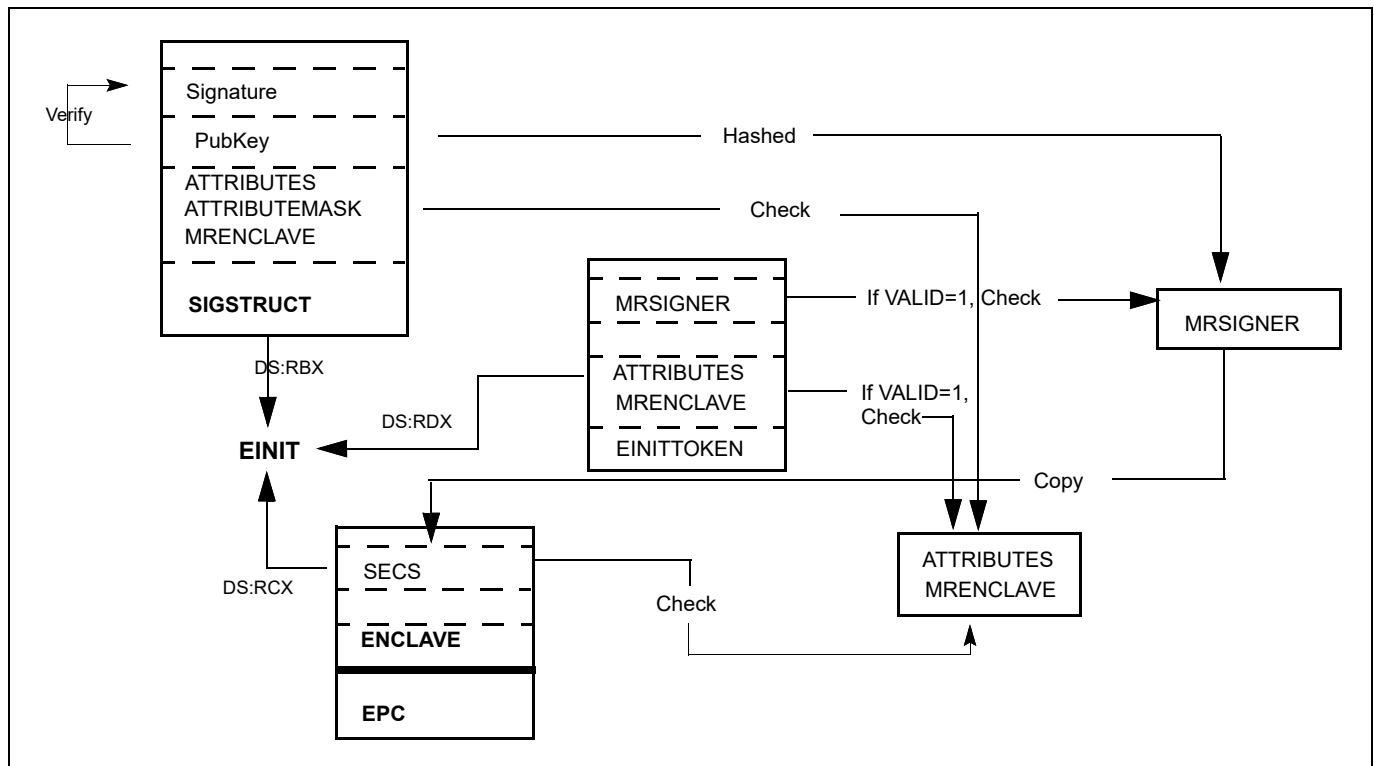 Signature
Verify
PubKey
Hashed
ATTRIBUTES
ATTRIBUTEMASK
MRENCLAVE
Check
SIGSTRUCT
MRSIGNER
If VALID=1, Check
MRSIGNER
DS:RBX
ATTRIBUTES
MRENCLAVE
If VALID=1,
Check
DS:RDX
EINIT
EINITTOKEN
Copy
SECS
DS:RCX
Check
ATTRIBUTES
MRENCLAVE
ENCLAVE
EPC